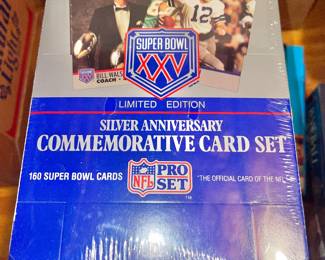 12
BILL WALS
COACH -
SUPER BOWL
XXV
LIMITED EDITION
SILVER ANNIVERSARY
COMMEMORATIVE CARD SET
160 SUPER BOWL CARDS
NFL
PRO
SET
"THE OFFICIAL CARD OF THE NFL